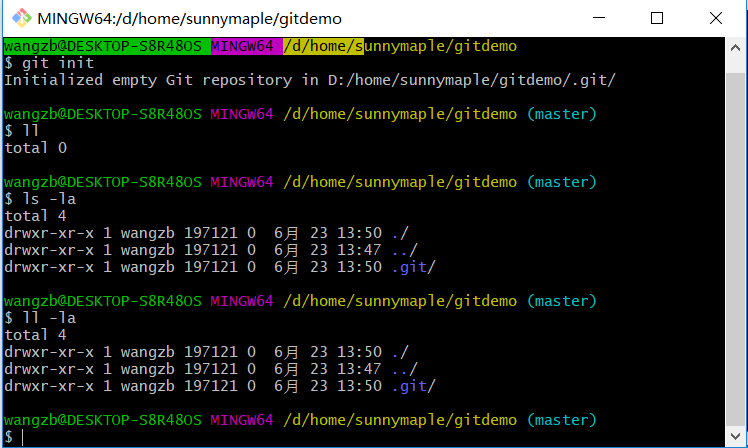 MINGW64:/d/home/sunnymaple/gitdemo
wangzb@DESKTOP-S8R48OS MINGW64 /d/home/sunnymaple/gitdemo
$ git init
Initialized empty Git repository in D:/home/sunnymaple/gitdemo/.git/
wangzb@DESKTOP-S8R48OS MINGW64 /d/home/sunnymaple/gitdemo (master)
$ ll
total 0
wangzb@DESKTOP-S8R48OS MINGW64 /d/home/sunnymaple/gitdemo (master)
$ ls -la
total 4
drwxr-xr-x 1 wangzb 197121 0  6月 23 13:50 ./
drwxr-xr-x 1 wangzb 197121 0  6月 23 13:47 ../
drwxr-xr-x 1 wangzb 197121 0  6月 23 13:50 .git/
wangzb@DESKTOP-S8R48OS MINGW64 /d/home/sunnymaple/gitdemo (master)
$ ll -la
total 4
drwxr-xr-x 1 wangzb 197121 0  6月 23 13:50 ./
drwxr-xr-x 1 wangzb 197121 0  6月 23 13:47 ../
drwxr-xr-x 1 wangzb 197121 0  6月 23 13:50 .git/
wangzb@DESKTOP-S8R48OS MINGW64 /d/home/sunnymaple/gitdemo (master)
$